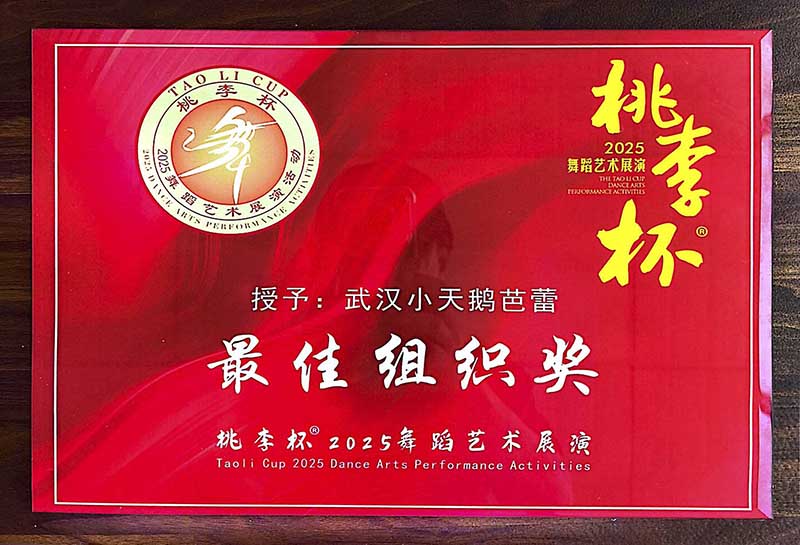 TAO LI CUP
桃李杯
舞
2025舞蹈艺术展演活动
2025 DANCE ARTS PERFORMANCE ACTIVITIES
桃李杯®
2025
舞蹈艺术展演
THE TAO LI CUP
DANCE ARTS
PERFORMANCE ACTIVITIES
授予：武汉小天鹅芭蕾
最佳组织奖
桃李杯®2025舞蹈艺术展演
Taoli Cup 2025 Dance Arts Performance Activities